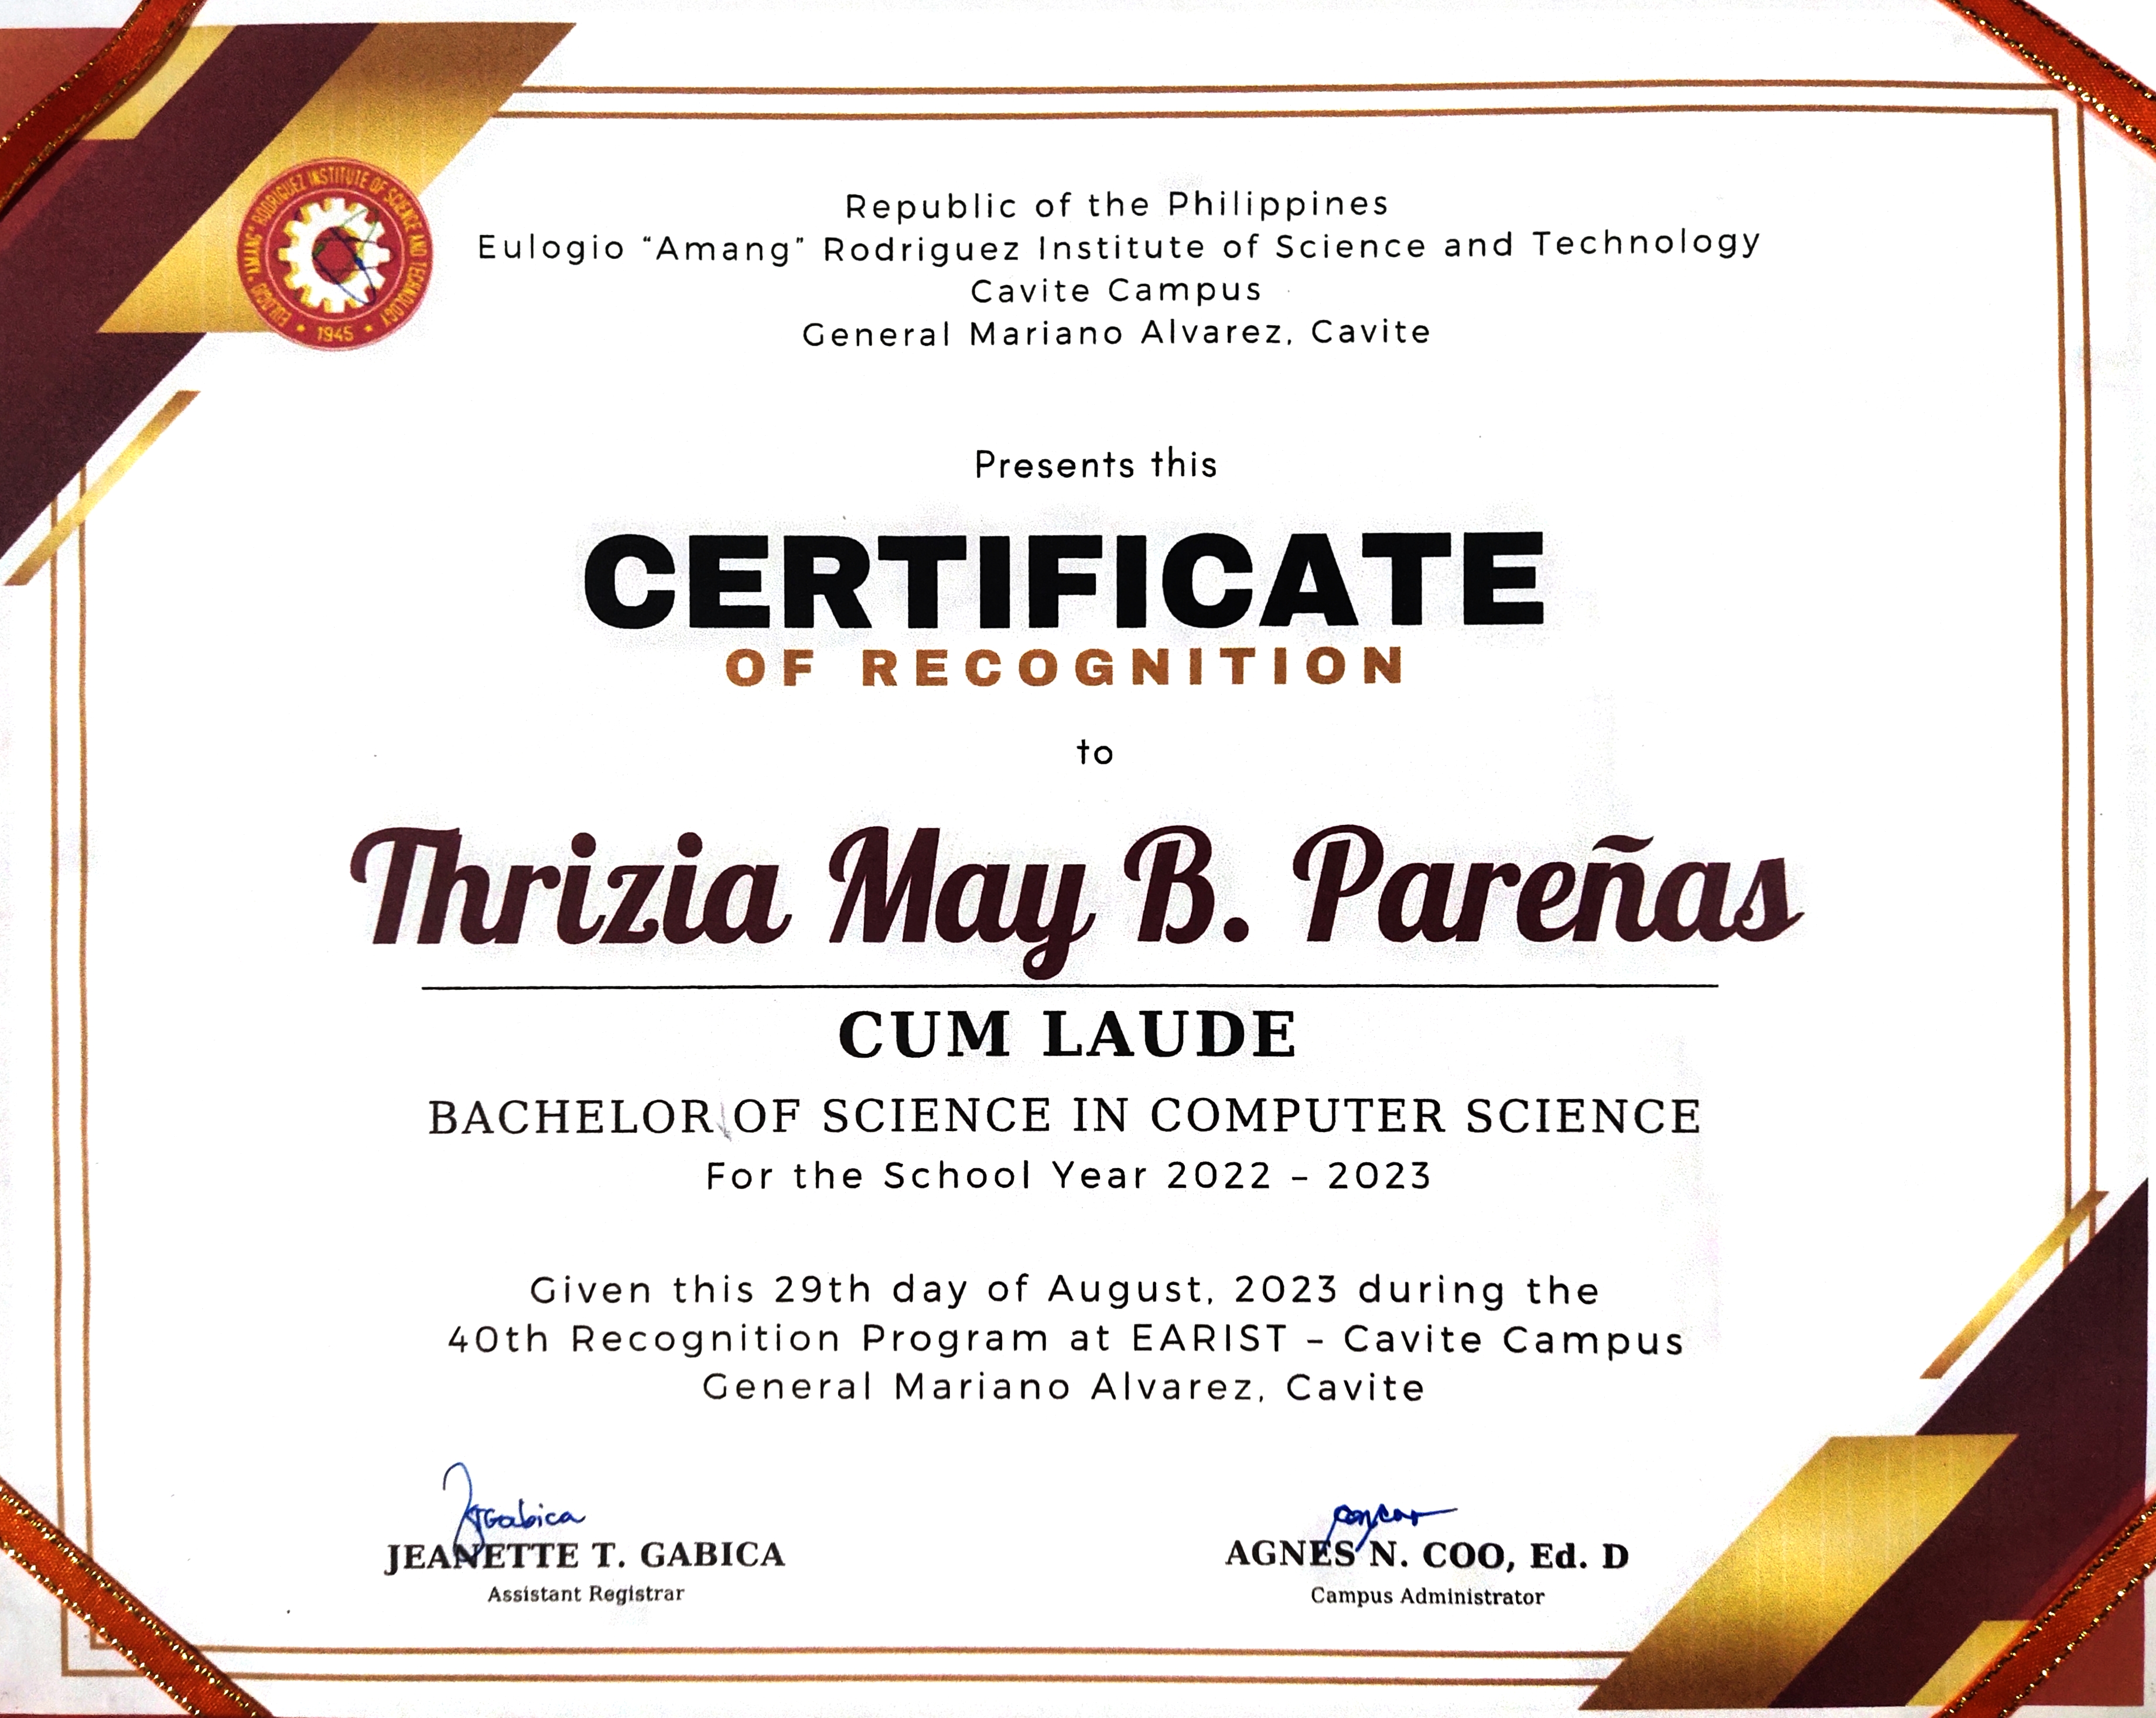 EULOGIO "AMANG" RODRIGUEZ INSTITUTE OF SCIENCE AND TECHNOLOGY
★ 1945 ★
Republic of the Philippines
Eulogio “Amang” Rodriguez Institute of Science and Technology
Cavite Campus
General Mariano Alvarez, Cavite
Presents this
CERTIFICATE
OF RECOGNITION
to
Thrizia May B. Pareñas
CUM LAUDE
BACHELOR OF SCIENCE IN COMPUTER SCIENCE
For the School Year 2022 – 2023
Given this 29th day of August, 2023 during the
40th Recognition Program at EARIST – Cavite Campus
General Mariano Alvarez, Cavite
JTGabica
JEANETTE T. GABICA
Assistant Registrar
AGNES N. COO, Ed. D
Campus Administrator